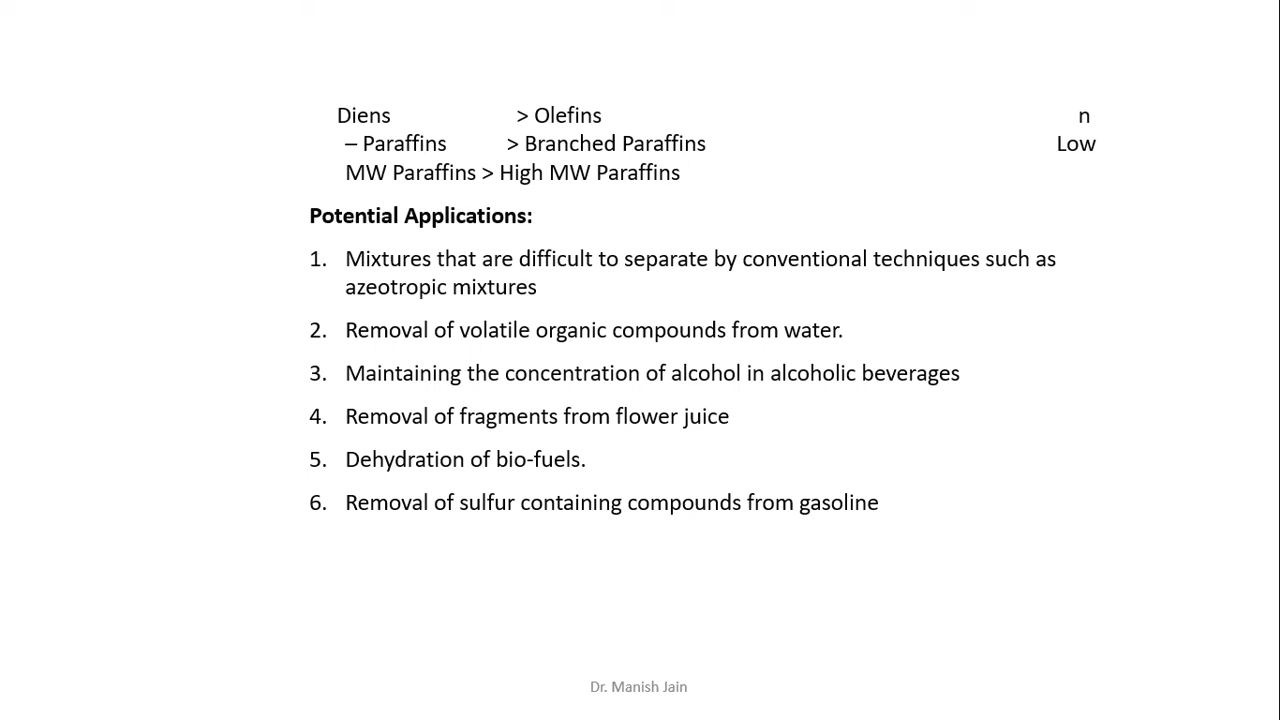 Diens > Olefins n
– Paraffins > Branched Paraffins Low
MW Paraffins > High MW Paraffins
Potential Applications:
1. Mixtures that are difficult to separate by conventional techniques such as
azeotropic mixtures
2. Removal of volatile organic compounds from water.
3. Maintaining the concentration of alcohol in alcoholic beverages
4. Removal of fragments from flower juice
5. Dehydration of bio-fuels.
6. Removal of sulfur containing compounds from gasoline
Dr. Manish Jain